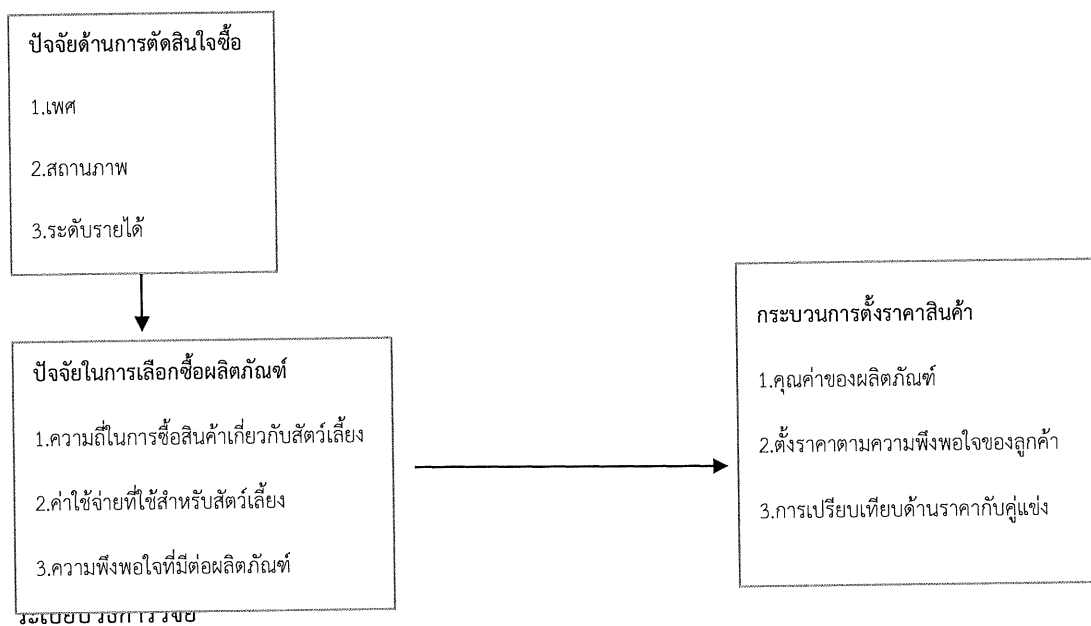 ปัจจัยด้านการตัดสินใจซื้อ
1.เพศ
2.สถานภาพ
3.ระดับรายได้
ปัจจัยในการเลือกซื้อผลิตภัณฑ์
1.ความถี่ในการซื้อสินค้าเกี่ยวกับสัตว์เลี้ยง
2.ค่าใช้จ่ายที่ใช้สำหรับสัตว์เลี้ยง
3.ความพึงพอใจที่มีต่อผลิตภัณฑ์
กระบวนการตั้งราคาสินค้า
1.คุณค่าของผลิตภัณฑ์
2.ตั้งราคาตามความพึงพอใจของลูกค้า
3.การเปรียบเทียบด้านราคากับคู่แข่ง